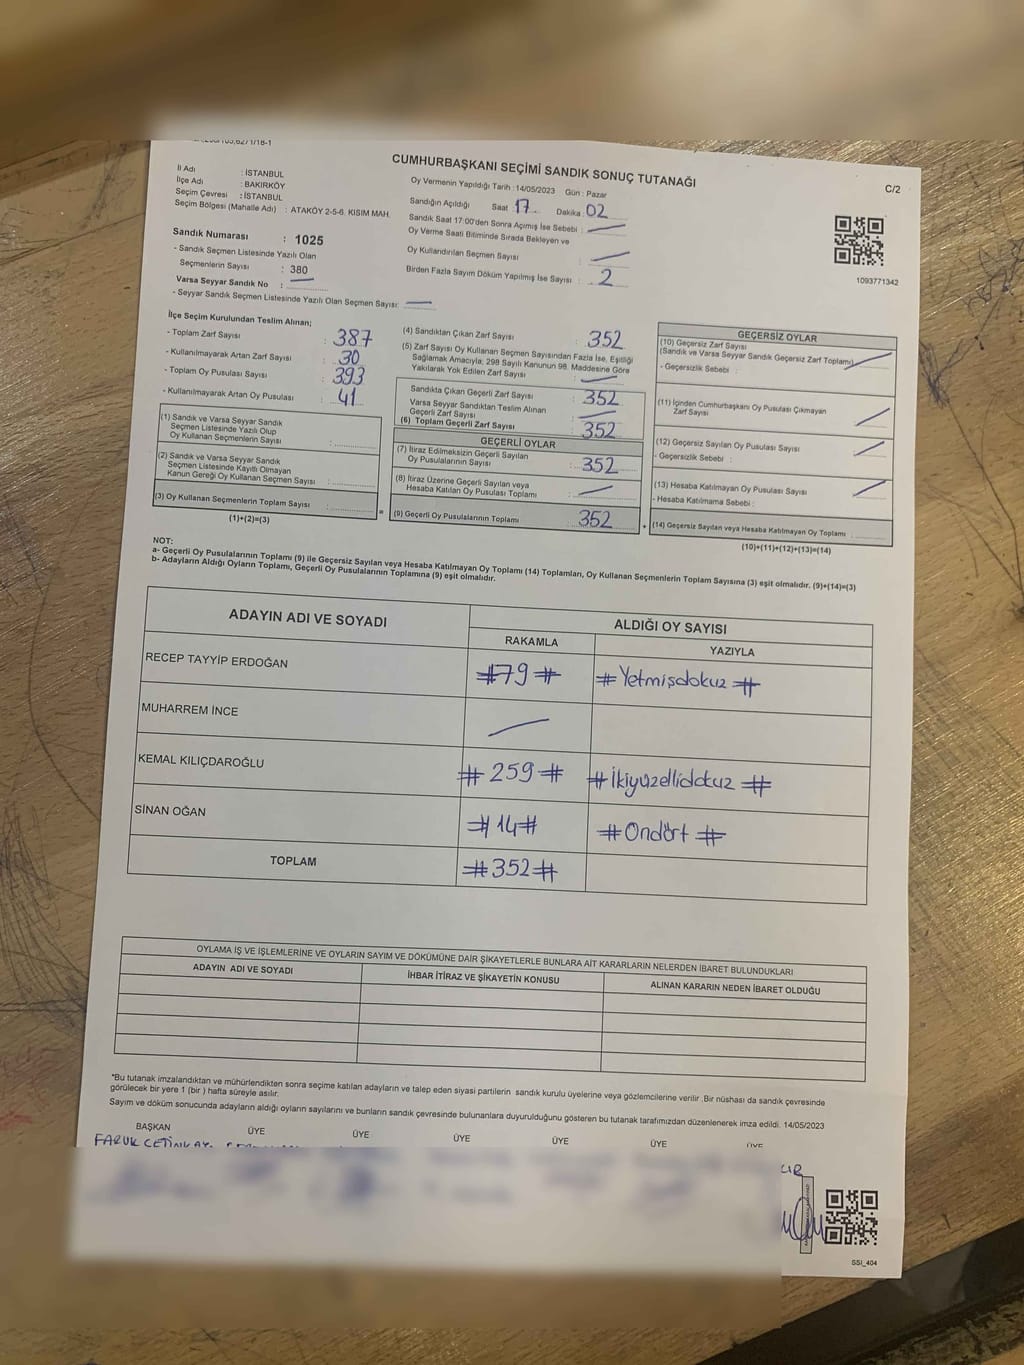 CUMHURBAŞKANI SEÇİMİ SANDIK SONUÇ TUTANAĞI
C/2
İl Adı : İSTANBUL
İlçe Adı : BAKIRKÖY
Seçim Çevresi : İSTANBUL
Seçim Bölgesi (Mahalle Adı) : ATAKÖY 2-5-6. KISIM MAH.
Oy Vermenin Yapıldığı Tarih : 14/05/2023 Gün : Pazar
Sandığın Açıldığı Saat 17 Dakika : 02
Sandık Saat 17:00'den Sonra Açımış İse Sebebi :
Oy Verme Saati Bitiminde Sırada Bekleyen ve
Oy Kullandırılan Seçmen Sayısı :
Birden Fazla Sayım Döküm Yapılmış İse Sayısı : 2
1093771342
Sandık Numarası : 1025
- Sandık Seçmen Listesinde Yazılı Olan
Seçmenlerin Sayısı : 380
Varsa Seyyar Sandık No :
- Seyyar Sandık Seçmen Listesinde Yazılı Olan Seçmen Sayısı:
İlçe Seçim Kurulundan Teslim Alınan;
- Toplam Zarf Sayısı : 387
- Kullanılmayarak Artan Zarf Sayısı : 30
- Toplam Oy Pusulası Sayısı : 393
- Kullanılmayarak Artan Oy Pusulası : 41
(1) Sandık ve Varsa Seyyar Sandık
Seçmen Listesinde Yazılı Olup
Oy Kullanan Seçmenlerin Sayısı :
(2) Sandık ve Varsa Seyyar Sandık
Seçmen Listesinde Kayıtlı Olmayan
Kanun Gereği Oy Kullanan Seçmen Sayısı :
(3) Oy Kullanan Seçmenlerin Toplam Sayısı :
(1)+(2)=(3)
(4) Sandıktan Çıkan Zarf Sayısı : 352
(5) Zarf Sayısı Oy Kullanan Seçmen Sayısından Fazla İse, Eşitliği
Sağlamak Amacıyla, 298 Sayılı Kanunun 98. Maddesine Göre
Yakılarak Yok Edilen Zarf Sayısı :
Sandıkta Çıkan Geçerli Zarf Sayısı : 352
Varsa Seyyar Sandıktan Teslim Alınan
Geçerli Zarf Sayısı :
(6) Toplam Geçerli Zarf Sayısı : 352
GEÇERLİ OYLAR
(7) İtiraz Edilmeksizin Geçerli Sayılan
Oy Pusulalarının Sayısı : 352
(8) İtiraz Üzerine Geçerli Sayılan veya
Hesaba Katılan Oy Pusulası Toplamı :
(9) Geçerli Oy Pusulalarının Toplamı 352
=
+
GEÇERSİZ OYLAR
(10) Geçersiz Zarf Sayısı
(Sandık ve Varsa Seyyar Sandık Geçersiz Zarf Toplamı)
- Geçersizlik Sebebi :
(11) İçinden Cumhurbaşkanı Oy Pusulası Çıkmayan
Zarf Sayısı
(12) Geçersiz Sayılan Oy Pusulası Sayısı
- Geçersizlik Sebebi :
(13) Hesaba Katılmayan Oy Pusulası Sayısı
- Hesaba Katılmama Sebebi :
(14) Geçersiz Sayılan veya Hesaba Katılmayan Oy Toplamı :
(10)+(11)+(12)+(13)=(14)
NOT:
a- Geçerli Oy Pusulalarının Toplamı (9) ile Geçersiz Sayılan veya Hesaba Katılmayan Oy Toplamı (14) Toplamları, Oy Kullanan Seçmenlerin Toplam Sayısına (3) eşit olmalıdır. (9)+(14)=(3)
b- Adayların Aldığı Oyların Toplamı, Geçerli Oy Pusulalarının Toplamına (9) eşit olmalıdır.
ADAYIN ADI VE SOYADI ALDIĞI OY SAYISI
RAKAMLA YAZIYLA
RECEP TAYYİP ERDOĞAN #79# #Yetmişdokuz#
MUHARREM İNCE
KEMAL KILIÇDAROĞLU #259# #İkiyüzellidokuz#
SİNAN OĞAN #14# #Ondört#
TOPLAM #352#
OYLAMA İŞ VE İŞLEMLERİNE VE OYLARIN SAYIM VE DÖKÜMÜNE DAİR ŞİKAYETLERLE BUNLARA AİT KARARLARIN NELERDEN İBARET BULUNDUKLARI
ADAYIN ADI VE SOYADI İHBAR İTİRAZ VE ŞİKAYETİN KONUSU ALINAN KARARIN NEDEN İBARET OLDUĞU
*Bu tutanak imzalandıktan ve mühürlendikten sonra seçime katılan adayların ve talep eden siyasi partilerin sandık kurulu üyelerine veya gözlemcilerine verilir .Bir nüshası da sandık çevresinde
görülecek bir yere 1 (bir ) hafta süreyle asılır.
Sayım ve döküm sonucunda adayların aldığı oyların sayılarını ve bunların sandık çevresinde bulunanlara duyurulduğunu gösteren bu tutanak tarafımızdan düzenlenerek imza edildi. 14/05/2023
BAŞKAN ÜYE ÜYE ÜYE ÜYE ÜYE ÜYE
FARUK ÇETİNKAY
SSI_404